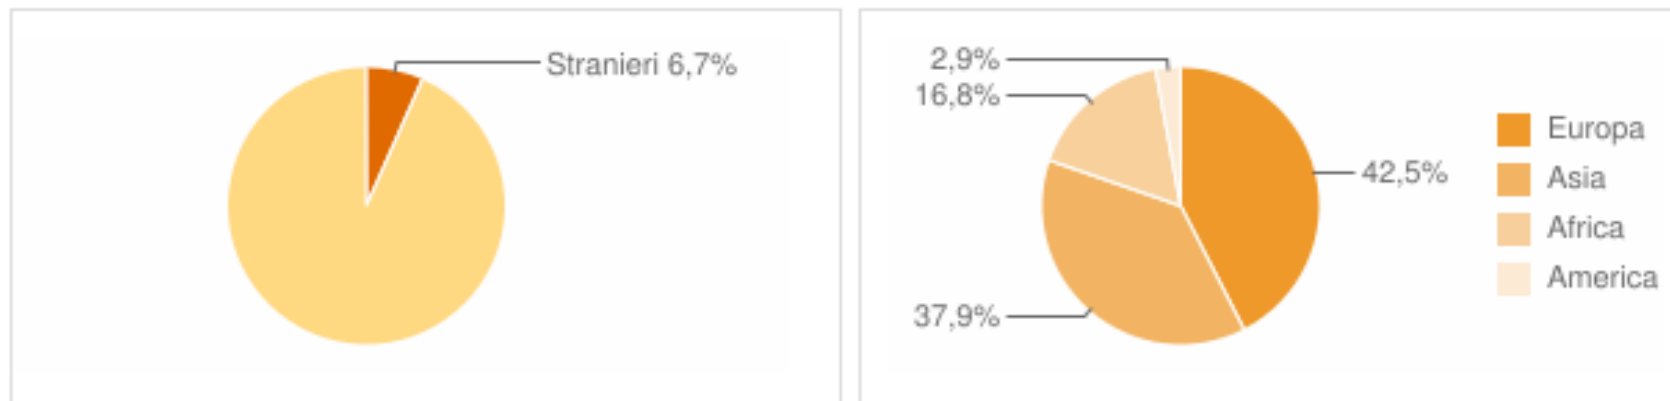 Stranieri 6,7%
2,9%
16,8%
42,5%
37,9%
Europa
Asia
Africa
America